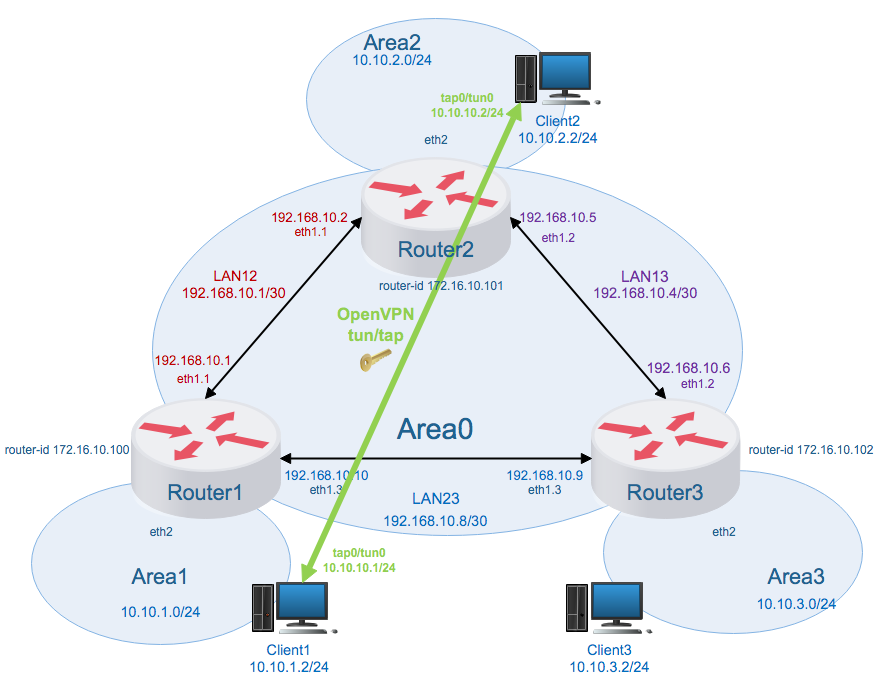 Area2
10.10.2.0/24
tap0/tun0
10.10.10.2/24
Client2
10.10.2.2/24
eth2
192.168.10.2
eth1.1
192.168.10.5
eth1.2
Router2
router-id 172.16.10.101
LAN12
192.168.10.1/30
LAN13
192.168.10.4/30
OpenVPN
tun/tap
192.168.10.1
eth1.1
192.168.10.6
eth1.2
Area0
router-id 172.16.10.100
router-id 172.16.10.102
Router1
192.168.10.10
eth1.3
192.168.10.9
eth1.3
Router3
LAN23
192.168.10.8/30
eth2
eth2
tap0/tun0
10.10.10.1/24
Area1
10.10.1.0/24
Area3
10.10.3.0/24
Client1
10.10.1.2/24
Client3
10.10.3.2/24